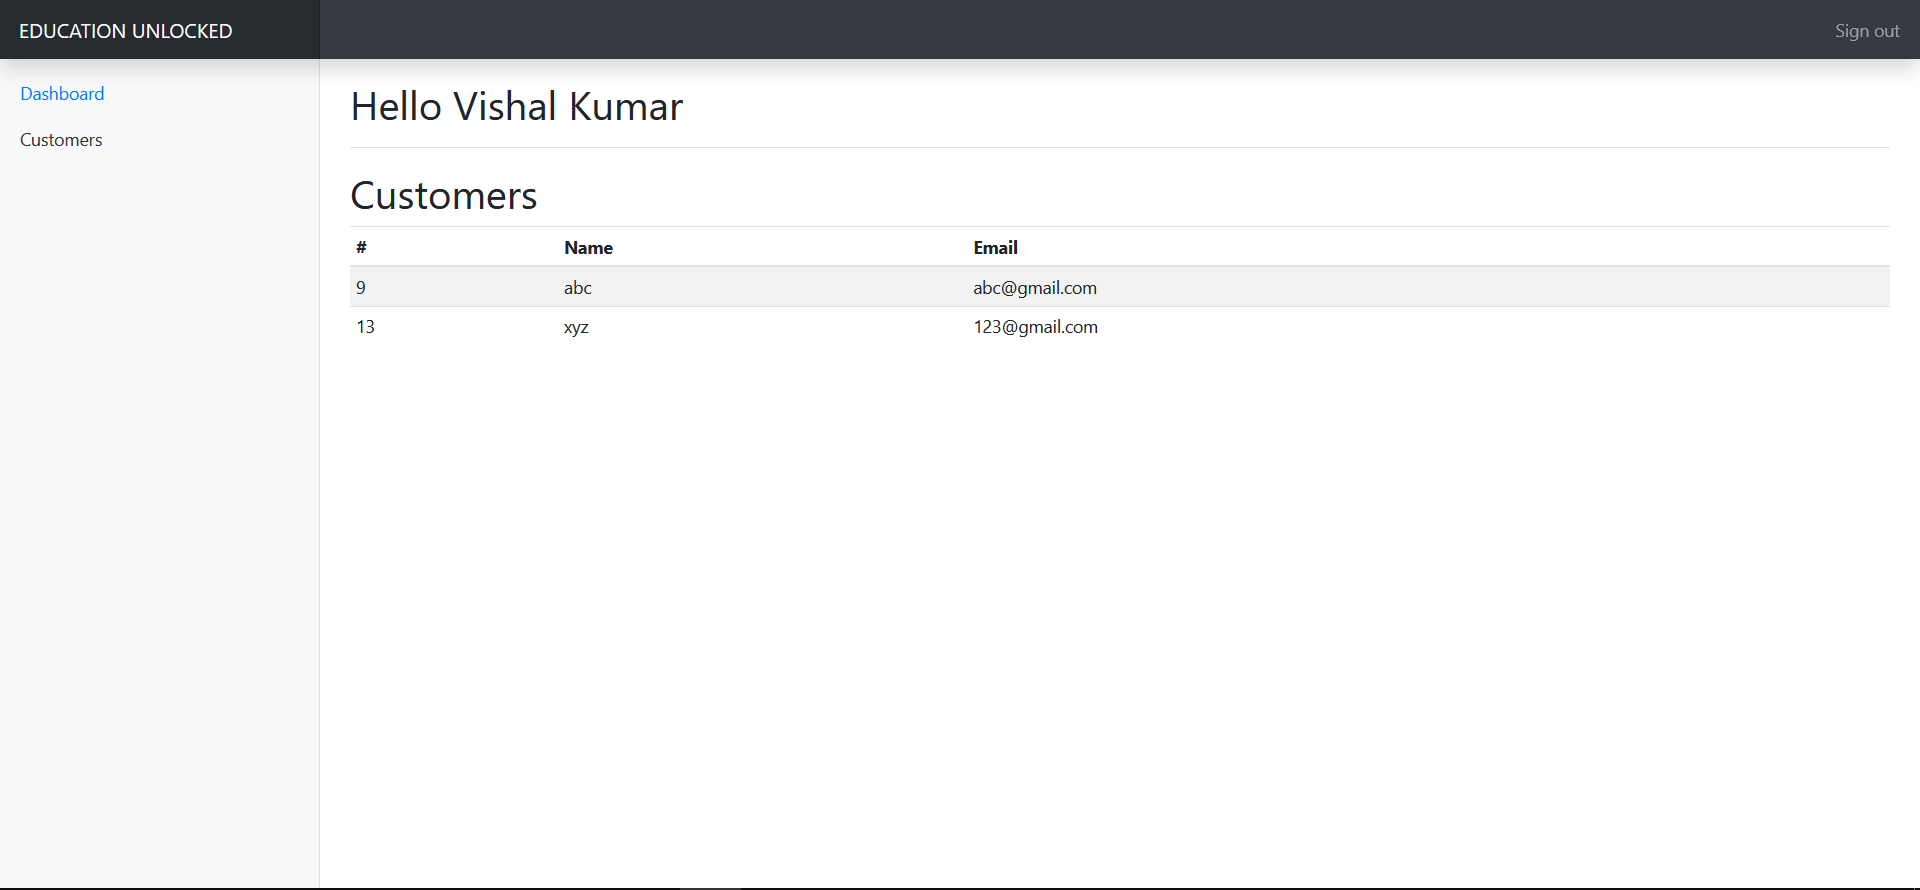 EDUCATION UNLOCKED
Sign out
Dashboard
Customers
Hello Vishal Kumar
Customers
# Name Email
9 abc abc@gmail.com
13 xyz 123@gmail.com